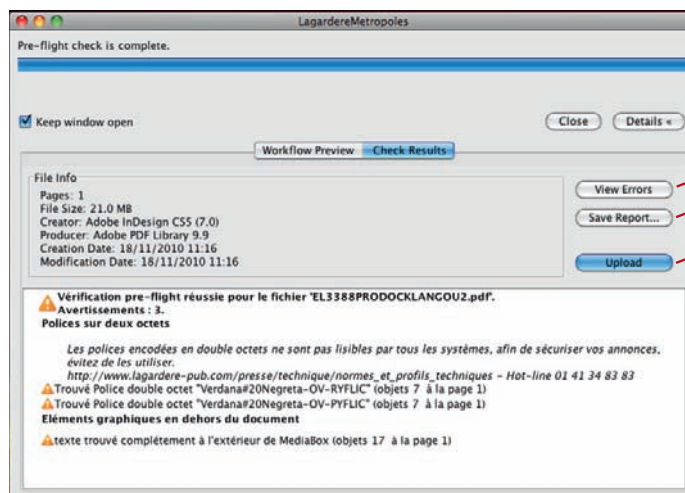 LagardereMetropoles
Pre-flight check is complete.
Keep window open
Close
Details «
Workflow Preview
Check Results
File Info
Pages: 1
File Size: 21.0 MB
Creator: Adobe InDesign CS5 (7.0)
Producer: Adobe PDF Library 9.9
Creation Date: 18/11/2010 11:16
Modification Date: 18/11/2010 11:16
View Errors
Save Report...
Upload
Vérification pre-flight réussie pour le fichier 'EL3388PRODOCKLANGOU2.pdf'.
Avertissements : 3.
Polices sur deux octets
Les polices encodées en double octets ne sont pas lisibles par tous les systèmes, afin de sécuriser vos annonces,
évitez de les utiliser.
http://www.lagardere-pub.com/presse/technique/normes_et_profils_techniques - Hot-line 01 41 34 83 83
Trouvé Police double octet "Verdana#20Negreta-OV-RYFLIC" (objets 7 à la page 1)
Trouvé Police double octet "Verdana#20Negreta-OV-PYFLIC" (objets 7 à la page 1)
Eléments graphiques en dehors du document
texte trouvé complétement à l'extérieur de MediaBox (objets 17 à la page 1)